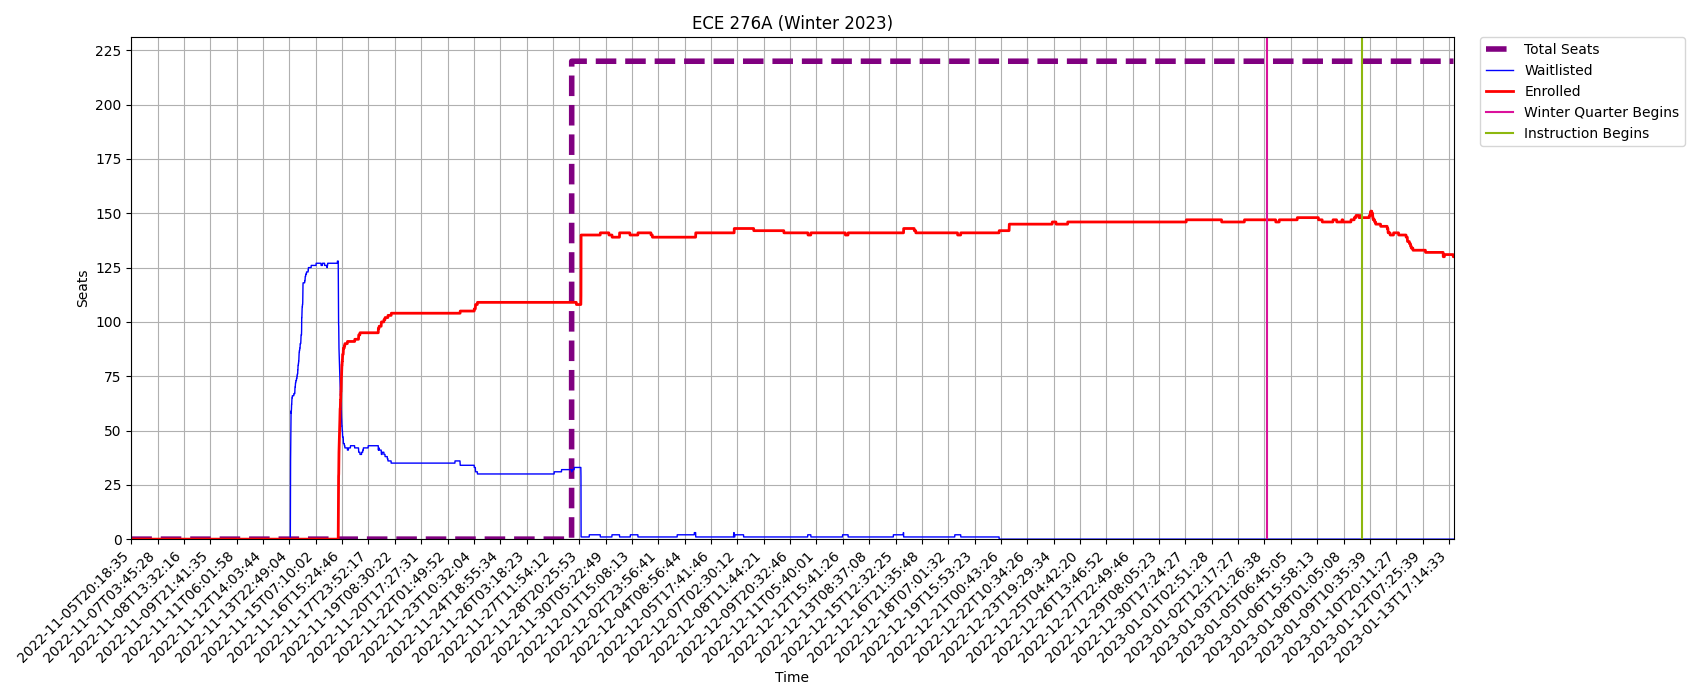 ECE 276A (Winter 2023)
225
200
175
150
125
100
75
50
25
0
Seats
Total Seats
Waitlisted
Enrolled
Winter Quarter Begins
Instruction Begins
2022-11-05T20:18:35
2022-11-07T03:45:28
2022-11-08T13:32:16
2022-11-09T21:41:35
2022-11-11T06:01:58
2022-11-12T14:03:44
2022-11-13T22:49:04
2022-11-15T07:10:02
2022-11-16T15:24:46
2022-11-17T23:52:17
2022-11-19T08:30:22
2022-11-20T17:27:31
2022-11-22T01:49:52
2022-11-23T10:32:04
2022-11-24T18:55:34
2022-11-26T03:18:23
2022-11-27T11:54:12
2022-11-28T20:25:53
2022-11-30T05:22:49
2022-12-01T15:08:13
2022-12-02T23:56:41
2022-12-04T08:56:44
2022-12-05T17:41:46
2022-12-07T02:30:12
2022-12-08T11:44:21
2022-12-09T20:32:46
2022-12-11T05:40:01
2022-12-12T15:41:26
2022-12-13T08:37:08
2022-12-15T12:32:25
2022-12-16T21:35:48
2022-12-18T07:01:32
2022-12-19T15:53:23
2022-12-21T00:43:26
2022-12-22T10:34:26
2022-12-23T19:29:34
2022-12-25T04:42:20
2022-12-26T13:46:52
2022-12-27T22:49:46
2022-12-29T08:05:23
2022-12-30T17:24:27
2023-01-01T02:51:28
2023-01-02T12:17:27
2023-01-03T21:26:38
2023-01-05T06:45:05
2023-01-06T15:58:13
2023-01-08T01:05:08
2023-01-09T10:35:39
2023-01-10T20:11:27
2023-01-12T07:25:39
2023-01-13T17:14:33
Time